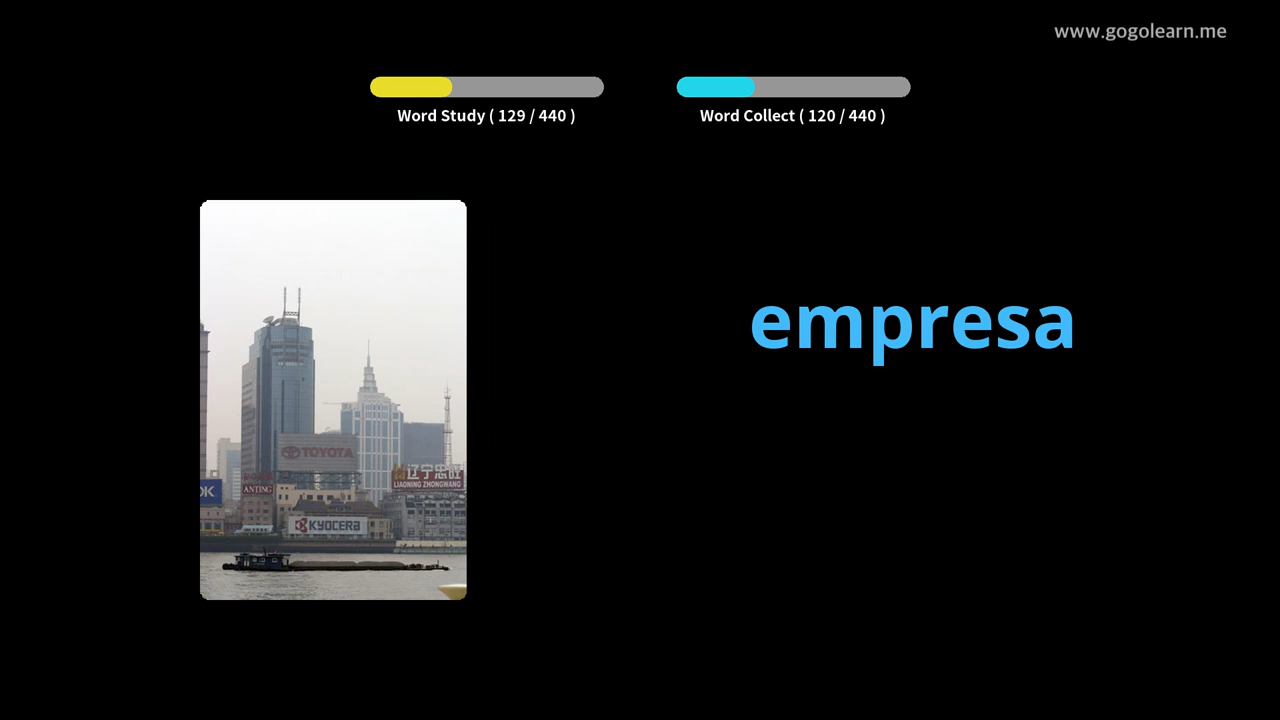 www.gogolearn.me
Word Study ( 129 / 440 )
Word Collect ( 120 / 440 )
empresa
TOYOTA
辽宁忠旺
LIAONING ZHONGWANG
OK
ANTING
KYOCERA